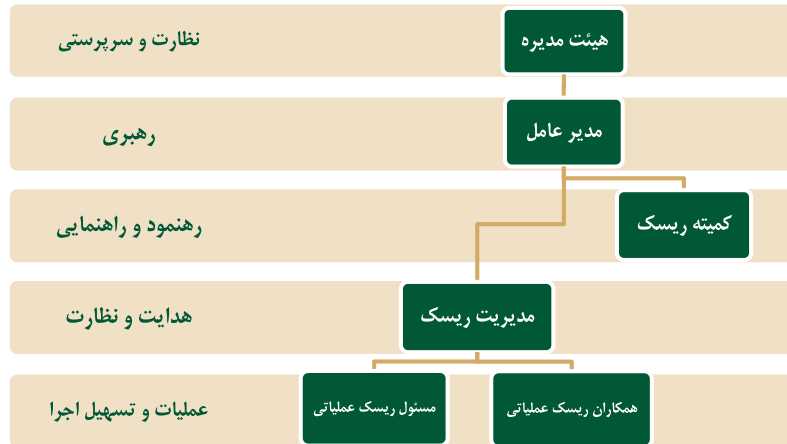 هیئت مدیره
نظارت و سرپرستی
مدیر عامل
رهبری
کمیته ریسک
رهنمود و راهنمایی
مدیریت ریسک
هدایت و نظارت
همکاران ریسک عملیاتی
مسئول ریسک عملیاتی
عملیات و تسهیل اجرا